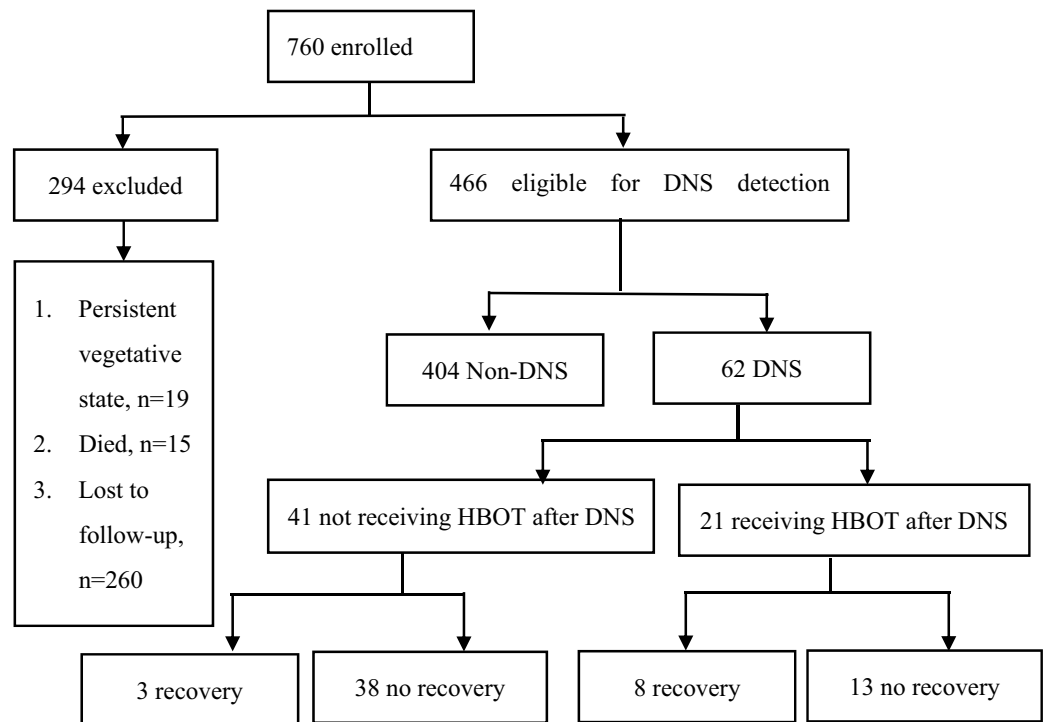 760 enrolled
294 excluded
466 eligible for DNS detection
1. Persistent
vegetative
state, n=19
2. Died, n=15
3. Lost to
follow-up,
n=260
404 Non-DNS
62 DNS
41 not receiving HBOT after DNS
21 receiving HBOT after DNS
3 recovery
38 no recovery
8 recovery
13 no recovery